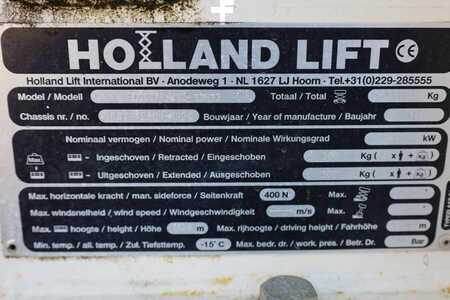 HOLLAND LIFT CE
Holland Lift International BV - Anodeweg 1 - NL 1627 LJ Hoorn - Tel.+31(0)229-285555
Model / Modell Totaal / Total Kg
Chassis nr. / no. Bouwjaar / Year of manufacture / Baujahr
Nominaal vermogen / Nominal power / Nominale Wirkungsgrad kW
Max. - Ingeschoven / Retracted / Eingeschoben Kg ( x + kg )
- Uitgeschoven / Extended / Ausgeschoben Kg ( x + kg )
Max. horizontale kracht / man. sideforce / Seitenkraft 400 N Max.
Max. windsnelheid / wind speed / Windgeschwindigkeit m/s Max.
Max. hoogte / height / Höhe m Max. rijhoogte / driving height / Fahrhöhe m
Min. temp. / all. temp. / Zul. Tiefsttemp. -15°C Max. bedr. dr. / work. pres. / Betr. Dr. Bar